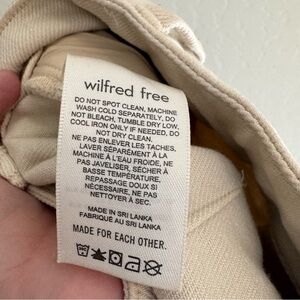 wilfred free
DO NOT SPOT CLEAN, MACHINE
WASH COLD SEPARATELY, DO
NOT BLEACH, TUMBLE DRY LOW,
COOL IRON ONLY IF NEEDED, DO
NOT DRY CLEAN.
NE PAS ENLEVER LES TACHES,
LAVER SÉPARÉMENT À LA
MACHINE À L'EAU FROIDE, NE
PAS JAVELISER, SÉCHER À
BASSE TEMPÉRATURE,
REPASSAGE DOUX SI
NÉCESSAIRE, NE PAS
NETTOYER À SEC.
MADE IN SRI LANKA
FABRIQUÉ AU SRI LANKA
MADE FOR EACH OTHER.